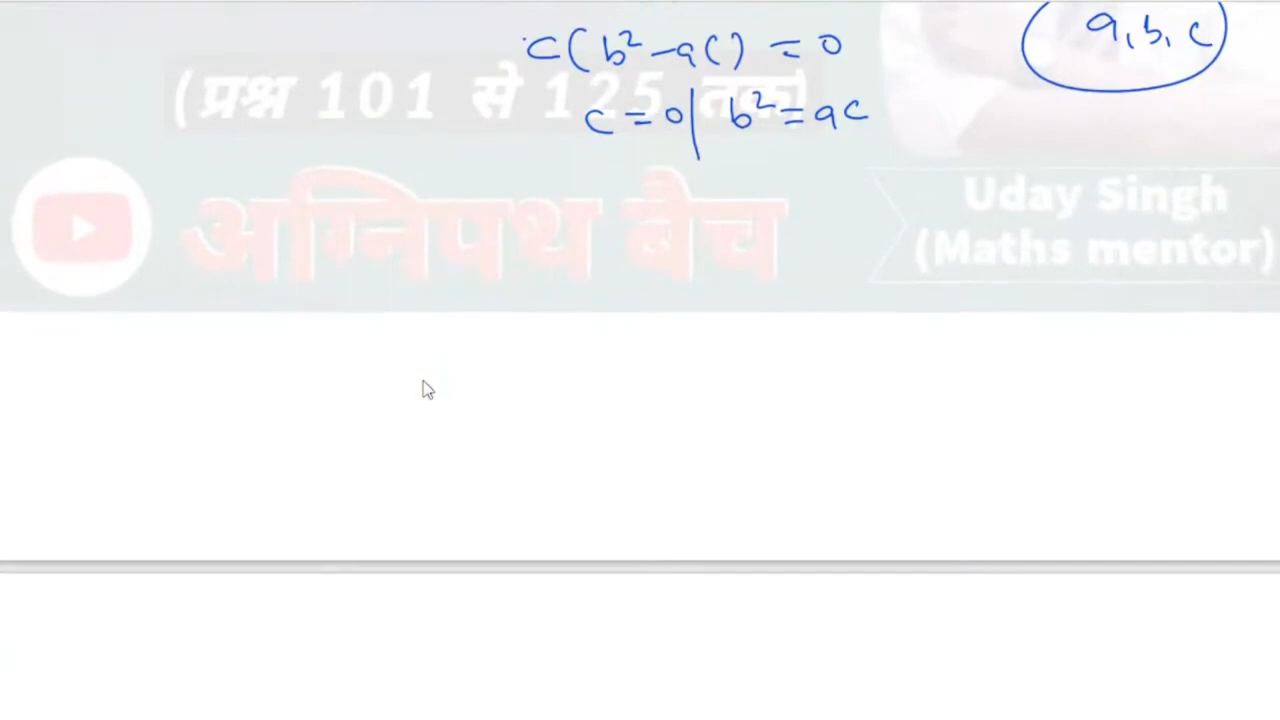 c(b²-ac) = 0
a, b, c
(प्रश्न 101 से 125 तक)
c=0| b²=ac
अग्निपथ बैच
Uday Singh
(Maths mentor)